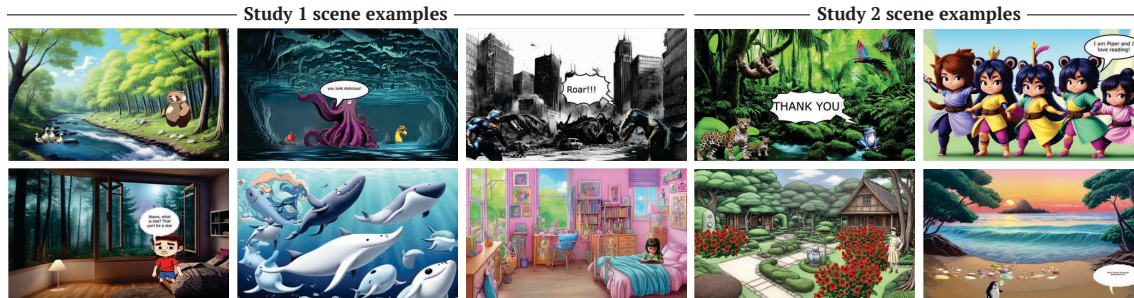 Study 1 scene examples
Study 2 scene examples
you look delicious!
Roar!!!
THANK YOU
I am Piper and I
love reading!
Woow, what
is that? That
can't be a star